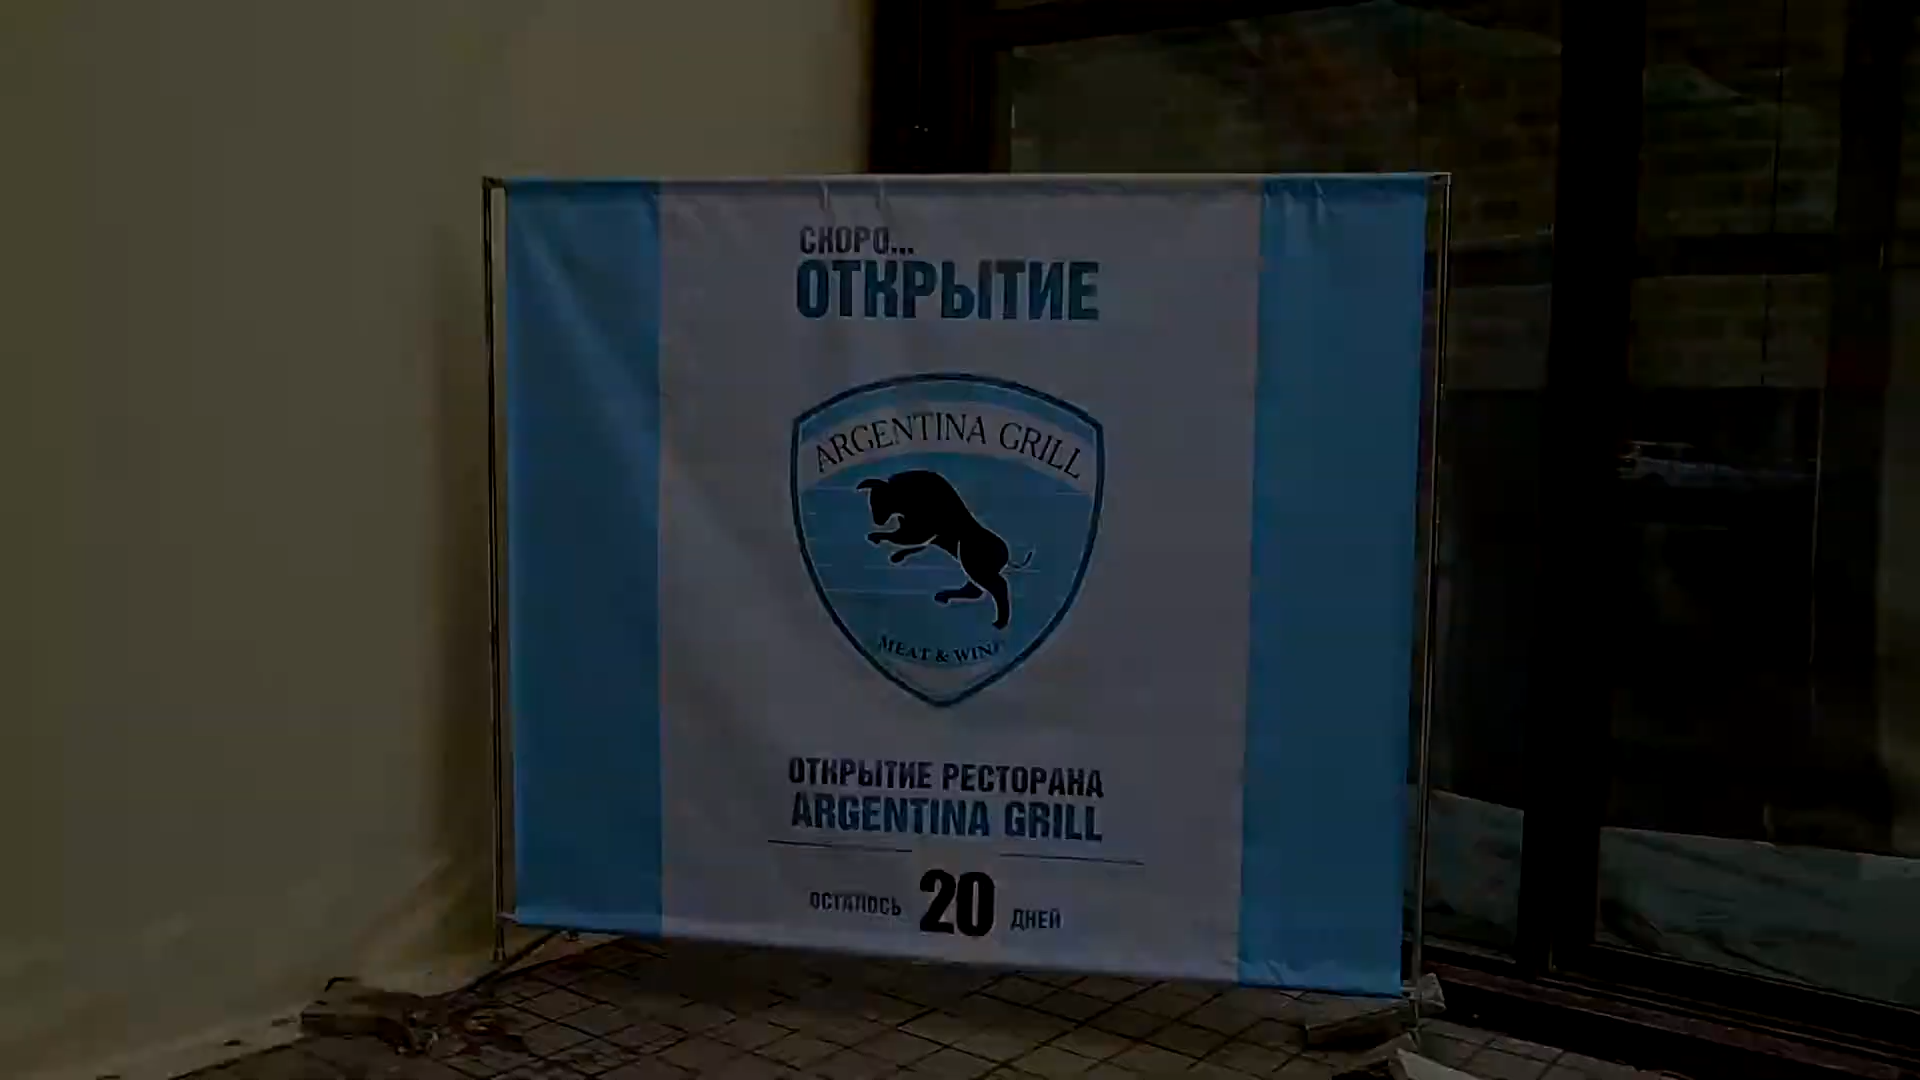 СКОРО...
ОТКРЫТИЕ
ARGENTINA GRILL
MEAT & WINE
ОТКРЫТИЕ РЕСТОРАНА
ARGENTINA GRILL
ОСТАЛОСЬ 20 ДНЕЙ